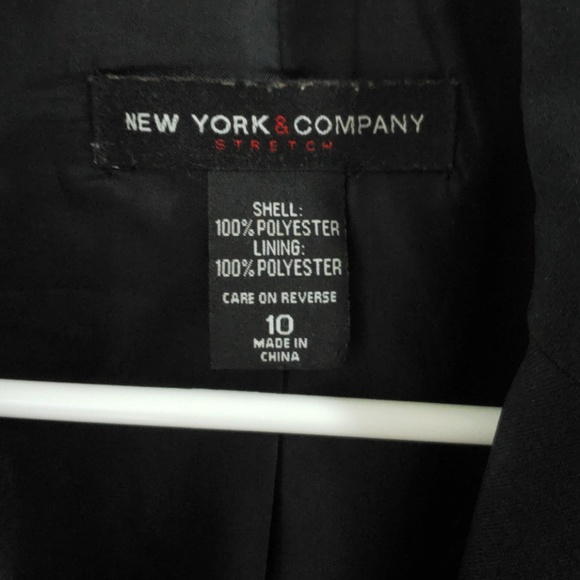 NEW YORK & COMPANY
STRETCH
SHELL:
100% POLYESTER
LINING:
100% POLYESTER
CARE ON REVERSE
10
MADE IN
CHINA